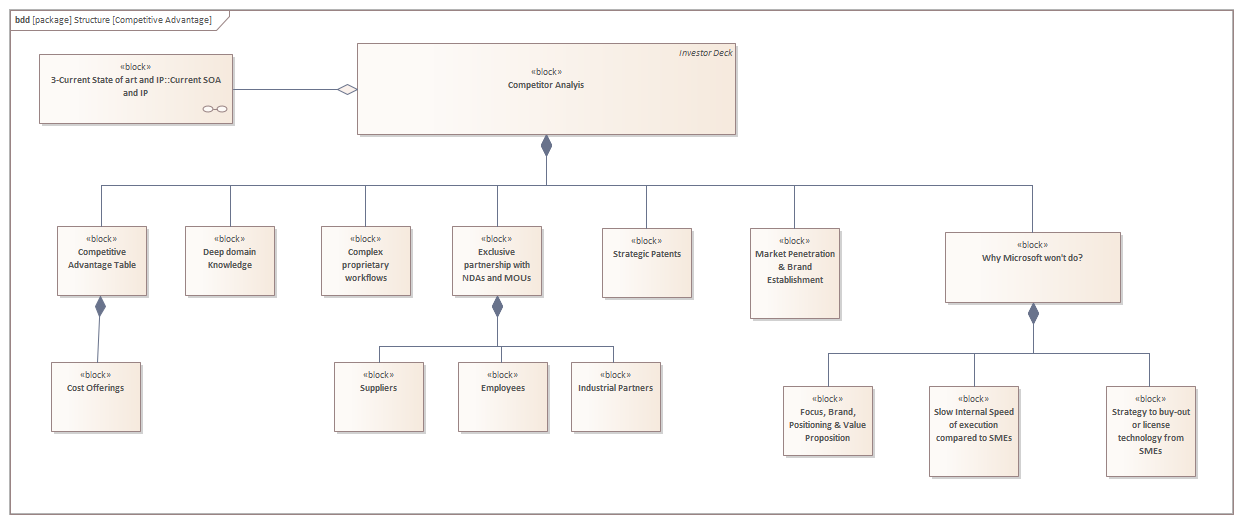 bdd [package] Structure [Competitive Advantage]
Investor Deck
«block»
3-Current State of art and IP::Current SOA
and IP
«block»
Competitor Analyis
«block»
Competitive
Advantage Table
«block»
Deep domain
Knowledge
«block»
Complex
proprietary
workflows
«block»
Exclusive
partnership with
NDAs and MOUs
«block»
Strategic Patents
«block»
Market Penetration
& Brand
Establishment
«block»
Why Microsoft won't do?
«block»
Cost Offerings
«block»
Suppliers
«block»
Employees
«block»
Industrial Partners
«block»
Focus, Brand,
Positioning & Value
Proposition
«block»
Slow Internal Speed
of execution
compared to SMEs
«block»
Strategy to buy-out
or license
technology from
SMEs